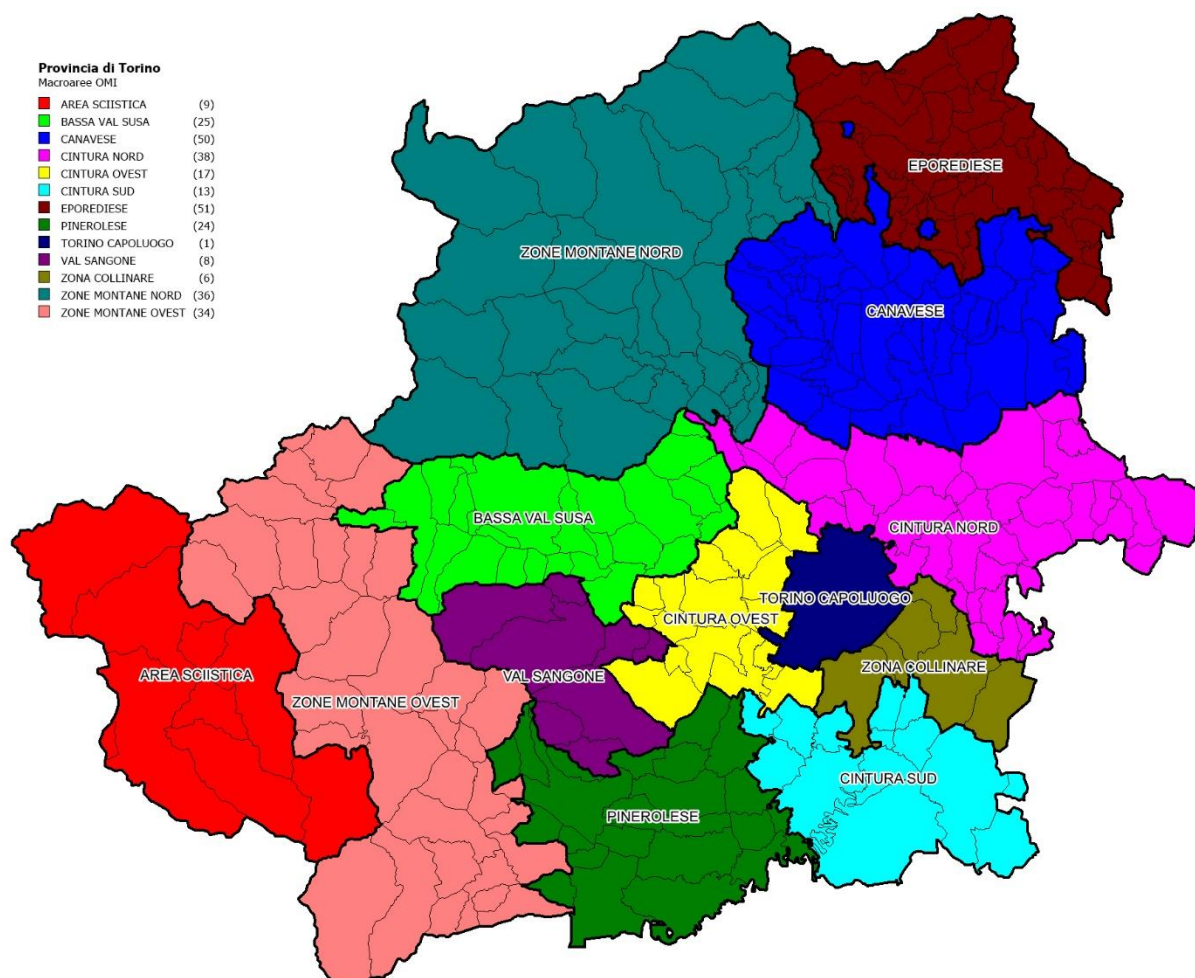 Provincia di Torino
Macroaree OMI
AREA SCIISTICA (9)
BASSA VAL SUSA (25)
CANAVESE (50)
CINTURA NORD (38)
CINTURA OVEST (17)
CINTURA SUD (13)
EPOREDIESE (51)
PINEROLESE (24)
TORINO CAPOLUOGO (1)
VAL SANGONE (8)
ZONA COLLINARE (6)
ZONE MONTANE NORD (36)
ZONE MONTANE OVEST (34)
EPOREDIESE
ZONE MONTANE NORD
CANAVESE
BASSA VAL SUSA
CINTURA NORD
TORINO CAPOLUOGO
CINTURA OVEST
ZONA COLLINARE
AREA SCIISTICA
VAL SANGONE
ZONE MONTANE OVEST
CINTURA SUD
PINEROLESE